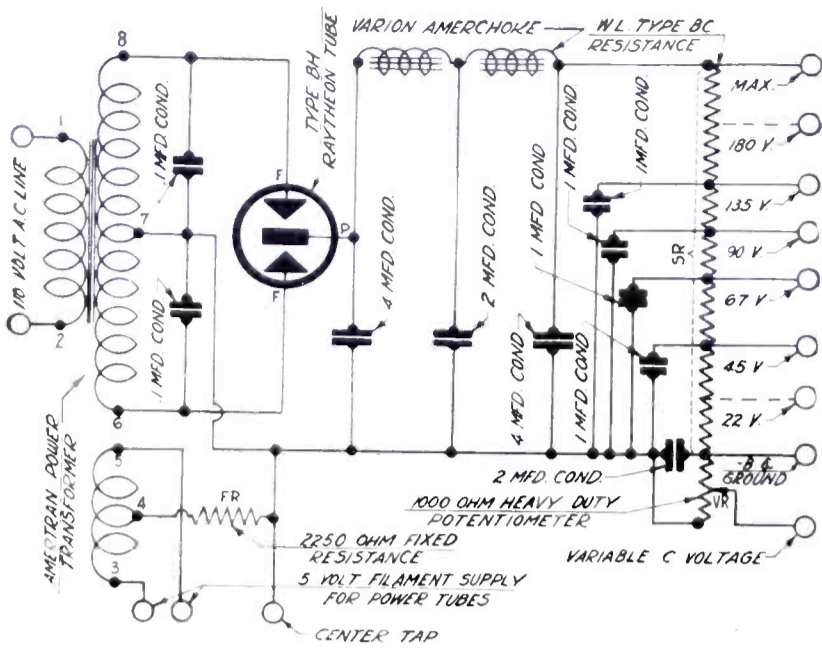 8
VARION AMERCHOKE
W.L. TYPE BC
RESISTANCE
TYPE BH
RAYTHEON TUBE
MAX.
180 V.
135 V.
90 V.
67 V.
45 V.
22 V.
-B &
GROUND
1
110 VOLT A.C LINE
2
7
.1 MFD. COND.
.1 MFD COND
F
P
F
4 MFD COND.
2 MFD. COND.
4 MFD. COND
1 MFD. COND.
1 MFD. COND.
1 MFD. COND.
1 MFD. COND.
SR
6
AMERTRAN POWER
TRANSFORMER
5
4
3
FR
2250 OHM FIXED
RESISTANCE
5 VOLT FILAMENT SUPPLY
FOR POWER TUBES
CENTER TAP
2 MFD. COND.
1000 OHM HEAVY DUTY
POTENTIOMETER
VR
VARIABLE C VOLTAGE